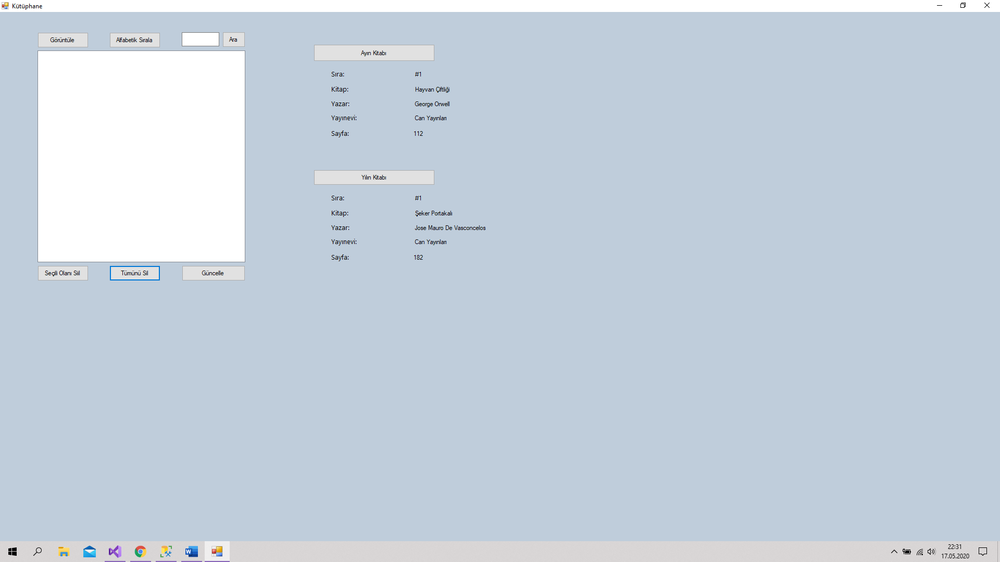 Kütüphane
Görüntüle
Alfabetik Sırala
Ara
Seçili Olanı Siil
Tümünü Sil
Güncelle
Ayın Kitabı
Sıra: #1
Kitap: Hayvan Çiftliği
Yazar: George Orwell
Yayınevi: Can Yayınları
Sayfa: 112
Yılın Kitabı
Sıra: #1
Kitap: Şeker Portakalı
Yazar: Jose Mauro De Vasconcelos
Yayınevi: Can Yayınları
Sayfa: 182
W
22:31
17.05.2020